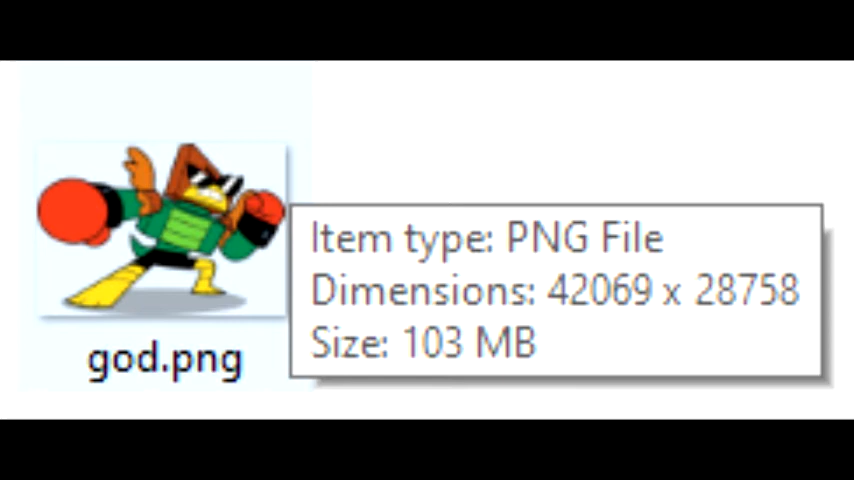 god.png
Item type: PNG File
Dimensions: 42069 x 28758
Size: 103 MB